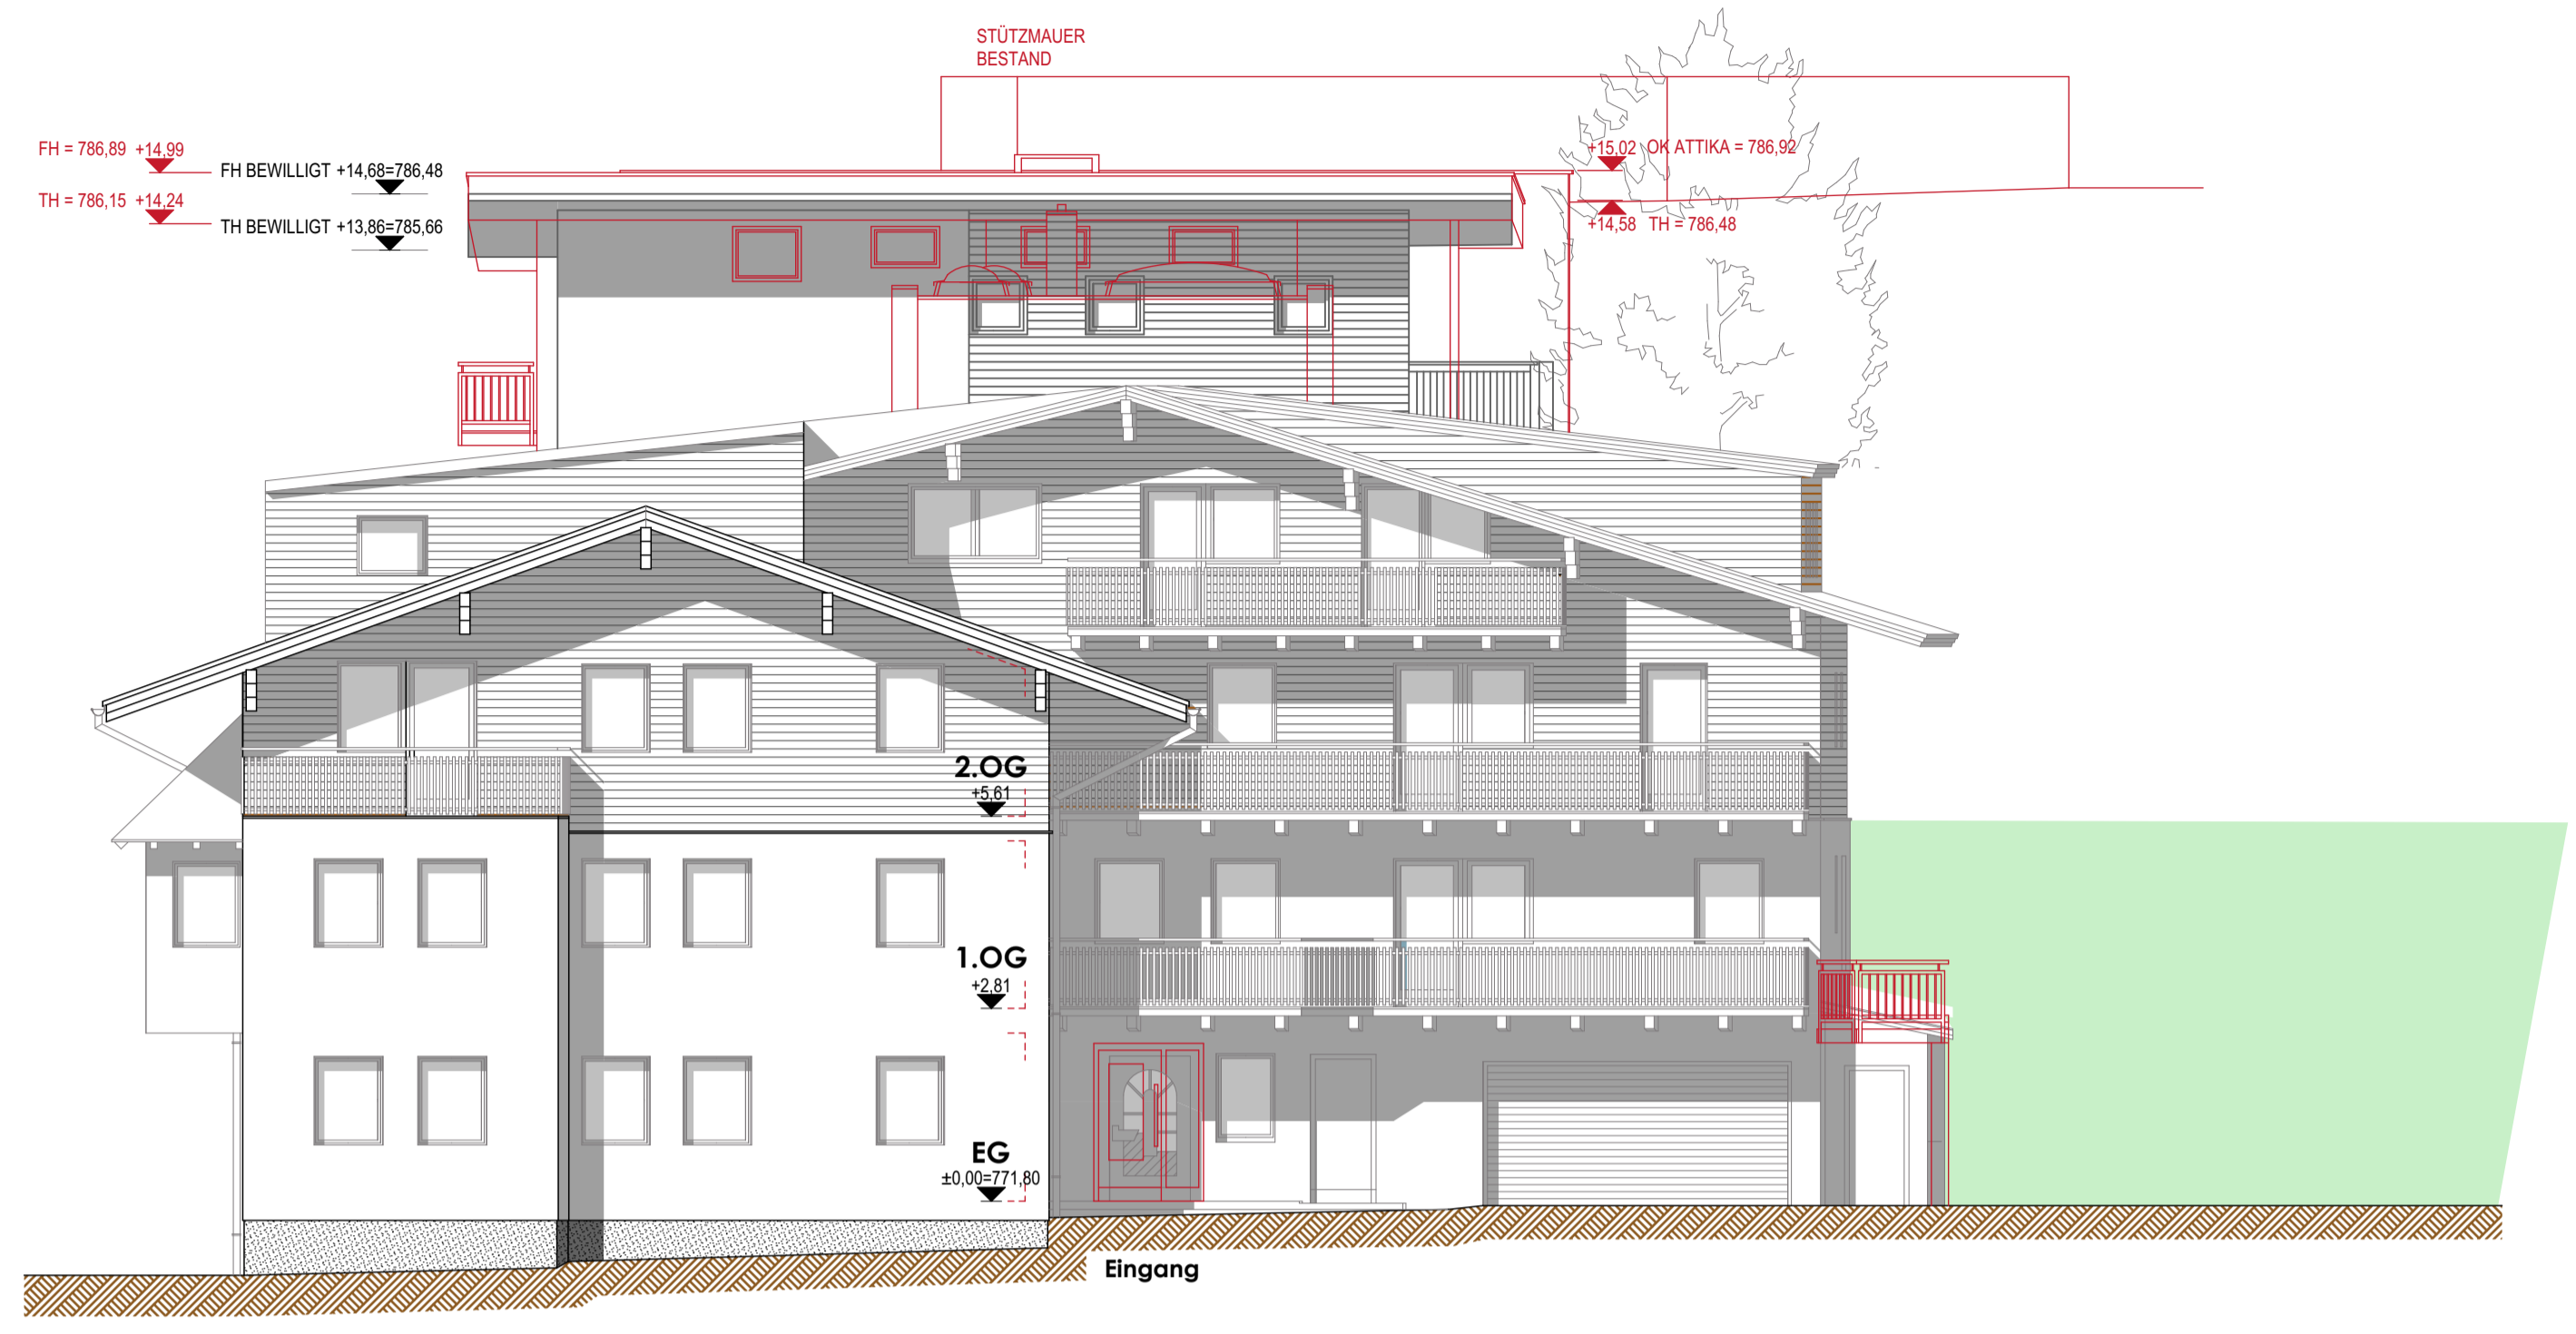 STÜTZMAUER
BESTAND
FH = 786,89 +14,99
FH BEWILLIGT +14,68=786,48
+15,02 OK ATTIKA = 786,92
TH = 786,15 +14,24
TH BEWILLIGT +13,86=785,66
+14,58 TH = 786,48
2.OG
+5,61
1.OG
+2,81
EG
±0,00=771,80
Eingang